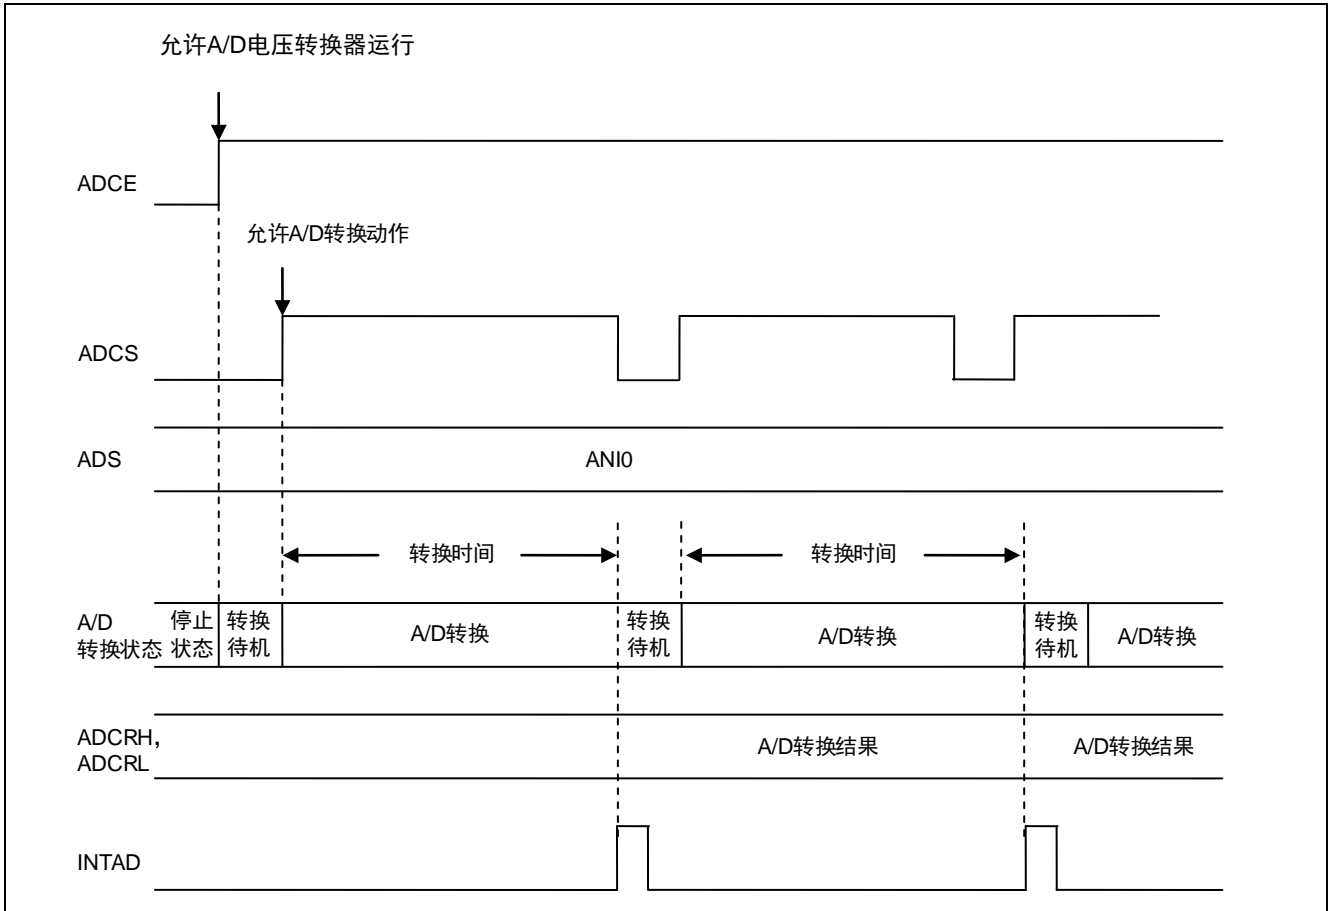 允许A/D电压转换器运行
ADCE
允许A/D转换动作
ADCS
ADS
ANI0
转换时间
转换时间
A/D
转换状态
停止
状态
转换
待机
A/D转换
转换
待机
A/D转换
转换
待机
A/D转换
ADCRH，
ADCRL
A/D转换结果
A/D转换结果
INTAD